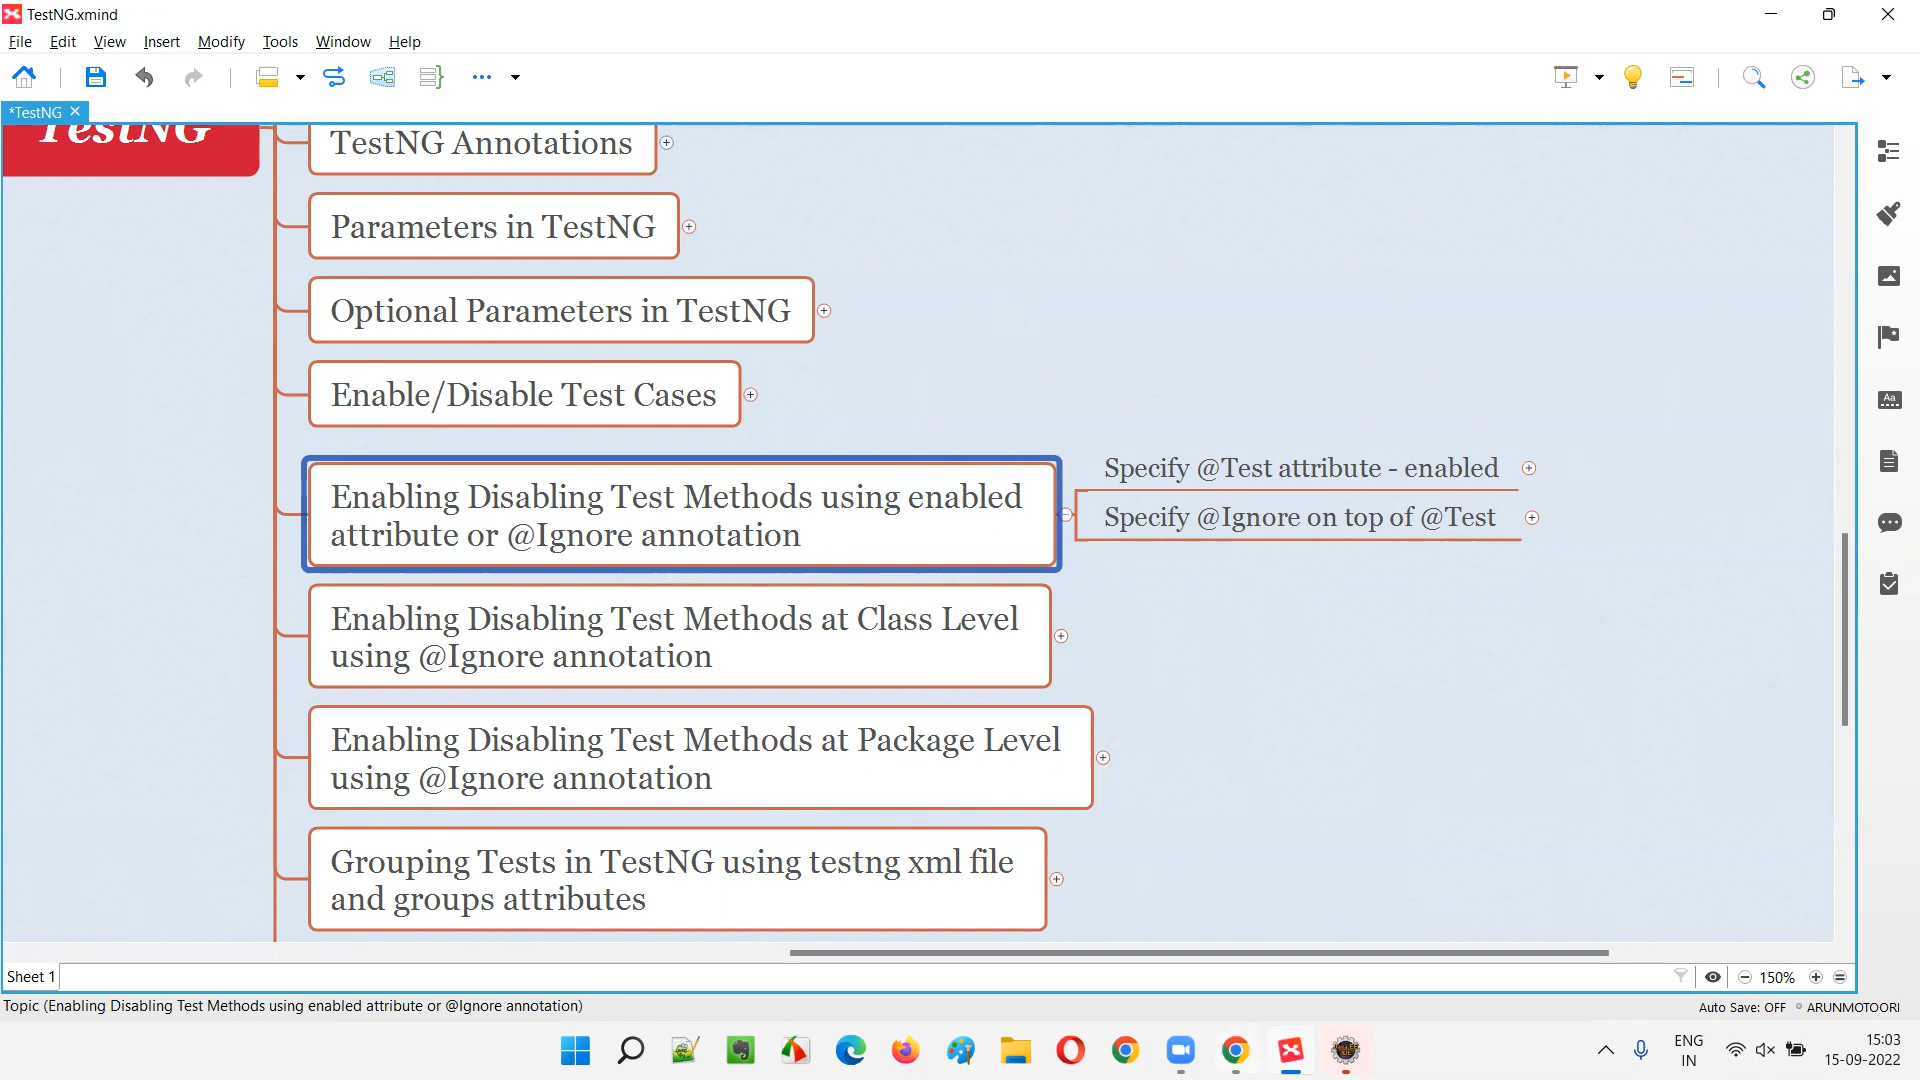 TestNG.xmind
File Edit View Insert Modify Tools Window Help
*TestNG
TestNG
TestNG Annotations
Parameters in TestNG
Optional Parameters in TestNG
Enable/Disable Test Cases
Enabling Disabling Test Methods using enabled
attribute or @Ignore annotation
Specify @Test attribute - enabled
Specify @Ignore on top of @Test
Enabling Disabling Test Methods at Class Level
using @Ignore annotation
Enabling Disabling Test Methods at Package Level
using @Ignore annotation
Grouping Tests in TestNG using testng xml file
and groups attributes
Aa
Sheet 1
150%
Topic (Enabling Disabling Test Methods using enabled attribute or @Ignore annotation)
Auto Save: OFF ARUNMOTOORI
ENG
IN
15:03
15-09-2022